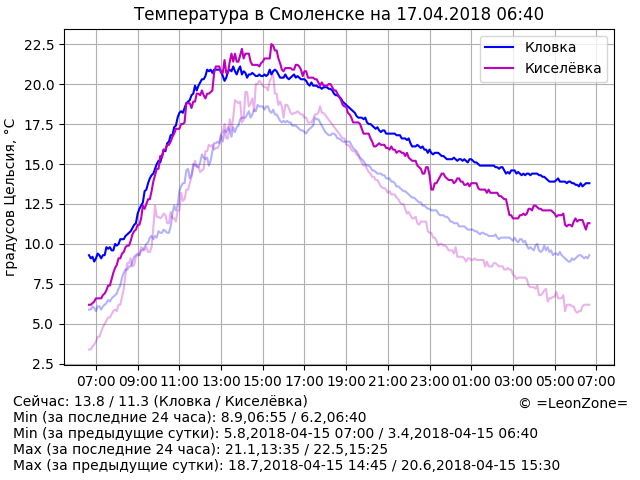 Температура в Смоленске на 17.04.2018 06:40
22.5
20.0
17.5
15.0
12.5
10.0
7.5
5.0
2.5
градусов Цельсия, °C
Кловка
Киселёвка
07:00 09:00 11:00 13:00 15:00 17:00 19:00 21:00 23:00 01:00 03:00 05:00 07:00
Сейчас: 13.8 / 11.3 (Кловка / Киселёвка)
© =LeonZone=
Min (за последние 24 часа): 8.9,06:55 / 6.2,06:40
Min (за предыдущие сутки): 5.8,2018-04-15 07:00 / 3.4,2018-04-15 06:40
Max (за последние 24 часа): 21.1,13:35 / 22.5,15:25
Max (за предыдущие сутки): 18.7,2018-04-15 14:45 / 20.6,2018-04-15 15:30